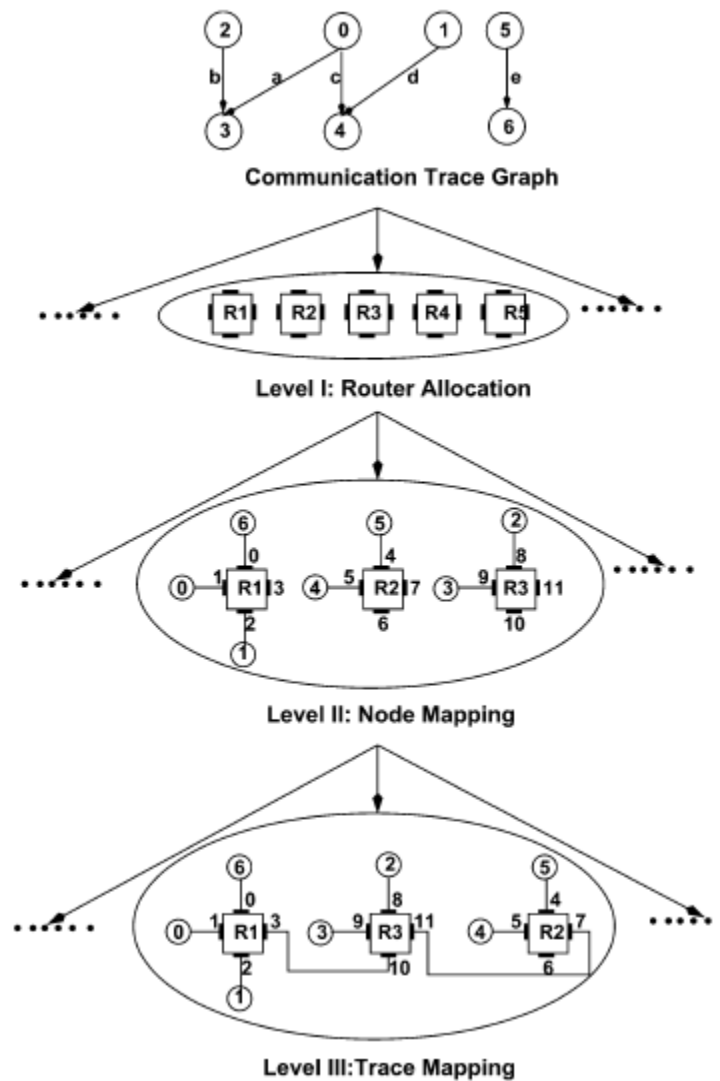 2 0 1 5
b a c d e
3 4 6
Communication Trace Graph
R1 R2 R3 R4 R5
Level I: Router Allocation
6 5 2
0 4 8
0 1 R1 3 4 5 R2 7 3 9 R3 11
2 6 10
1
Level II: Node Mapping
6 2 5
0 8 4
0 1 R1 3 3 9 R3 11 4 5 R2 7
2 10 6
1
Level III:Trace Mapping